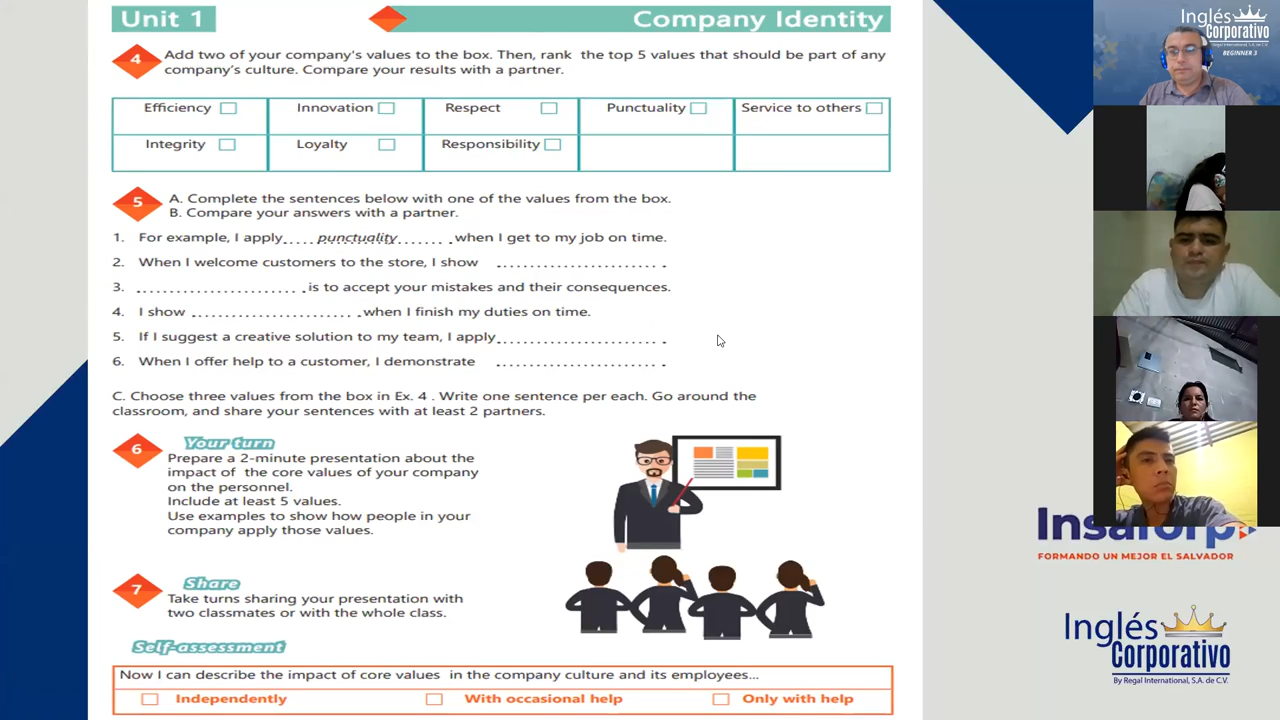 Unit 1
Company Identity
4
Add two of your company's values to the box. Then, rank the top 5 values that should be part of any
company's culture. Compare your results with a partner.
Efficiency
Innovation
Respect
Punctuality
Service to others
Integrity
Loyalty
Responsibility
5
A. Complete the sentences below with one of the values from the box.
B. Compare your answers with a partner.
1. For example, I apply.....punctuality.......when I get to my job on time.
2. When I welcome customers to the store, I show ........................ .
3. ........................ is to accept your mistakes and their consequences.
4. I show ........................ when I finish my duties on time.
5. If I suggest a creative solution to my team, I apply........................ .
6. When I offer help to a customer, I demonstrate ........................ .
C. Choose three values from the box in Ex. 4 . Write one sentence per each. Go around the
classroom, and share your sentences with at least 2 partners.
6
Your turn
Prepare a 2-minute presentation about the
impact of the core values of your company
on the personnel.
Include at least 5 values.
Use examples to show how people in your
company apply those values.
7
Share
Take turns sharing your presentation with
two classmates or with the whole class.
Self-assessment
Now I can describe the impact of core values in the company culture and its employees...
Independently
With occasional help
Only with help
Inglés
Corporativo
By Regal International, S.A. de C.V.
BEGINNER 3
Insaforp
FORMANDO UN MEJOR EL SALVADOR
Inglés
Corporativo
By Regal International, S.A. de C.V.